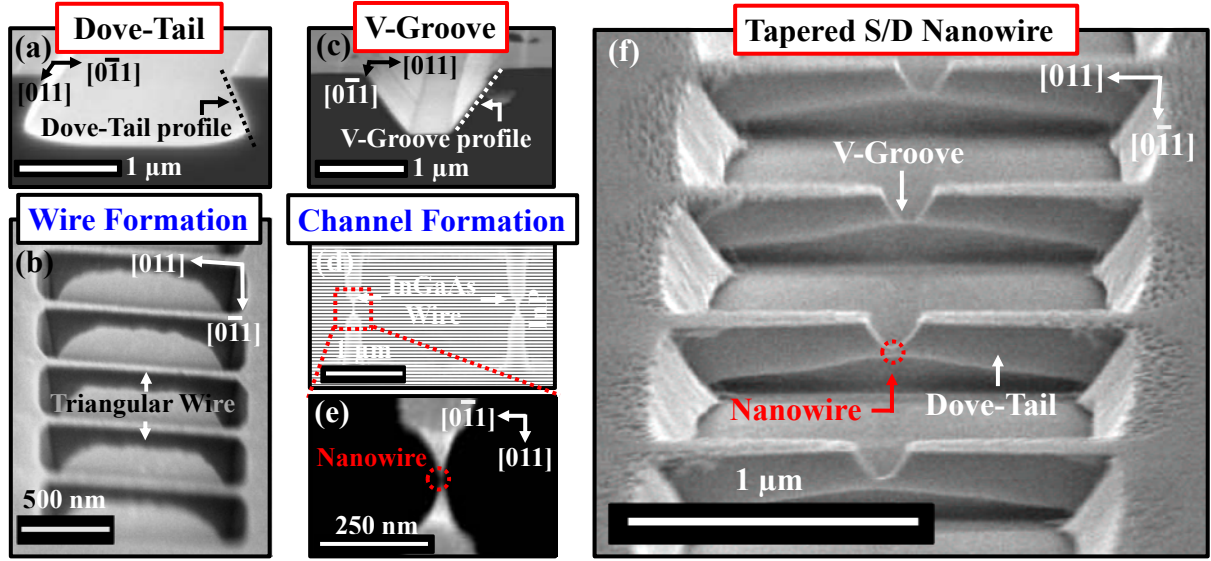 Dove-Tail
(a)
[01̅1]
[011]
Dove-Tail profile
1 μm
V-Groove
(c)
[011]
[01̅1]
V-Groove profile
1 μm
Wire Formation
(b)
[011]
[01̅1]
Triangular Wire
500 nm
Channel Formation
(d)
InGaAs
Wire
1 μm
(e)
[01̅1]
[011]
Nanowire
250 nm
Tapered S/D Nanowire
(f)
[011]
[01̅1]
V-Groove
Nanowire
Dove-Tail
1 μm